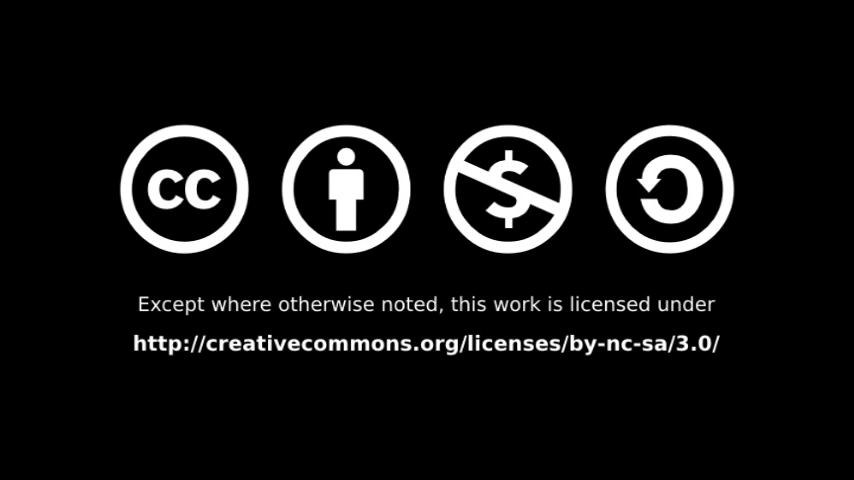 cc
$
Except where otherwise noted, this work is licensed under
http://creativecommons.org/licenses/by-nc-sa/3.0/